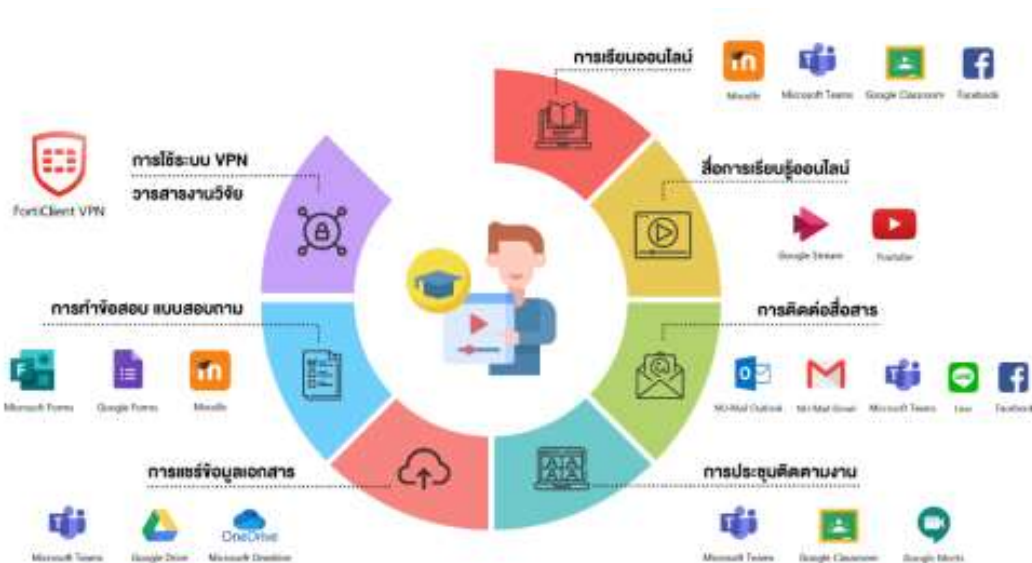 การเรียนออนไลน์
Moodle
Microsoft Teams
Google Classroom
Facebook
สื่อการเรียนรู้ออนไลน์
Google Stream
Youtube
การติดต่อสื่อสาร
NU-Mail Outlook
NU-Mail Gmail
Microsoft Teams
Line
Facebook
การประชุมติดตามงาน
Microsoft Teams
Google Classroom
Google Meets
การแชร์ข้อมูลเอกสาร
Microsoft Teams
Google Drive
OneDrive
Microsoft Onedrive
การทำข้อสอบ แบบสอบถาม
Microsoft Forms
Google Forms
Moodle
การใช้ระบบ VPN
วารสารงานวิจัย
FortiClient VPN